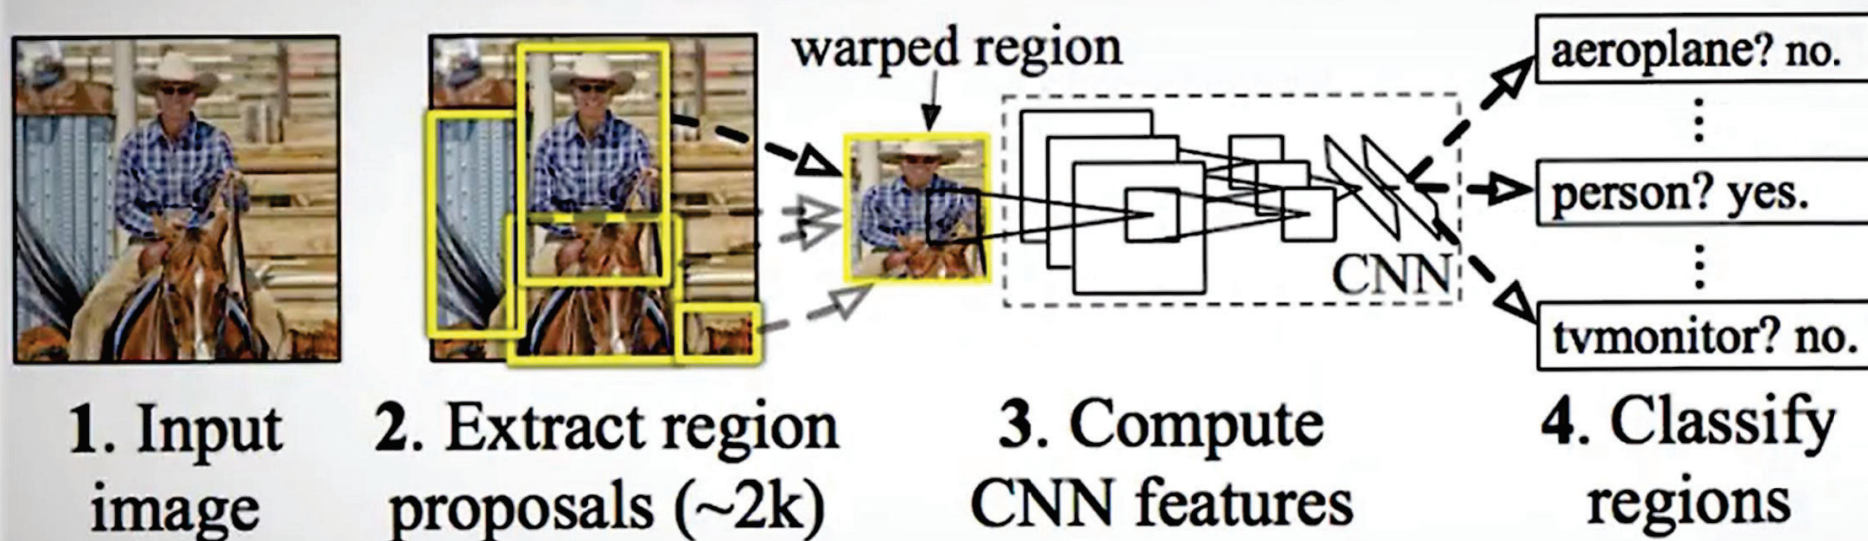 warped region
aeroplane? no.
person? yes.
CNN
tvmonitor? no.
1. Input
image
2. Extract region
proposals (~2k)
3. Compute
CNN features
4. Classify
regions